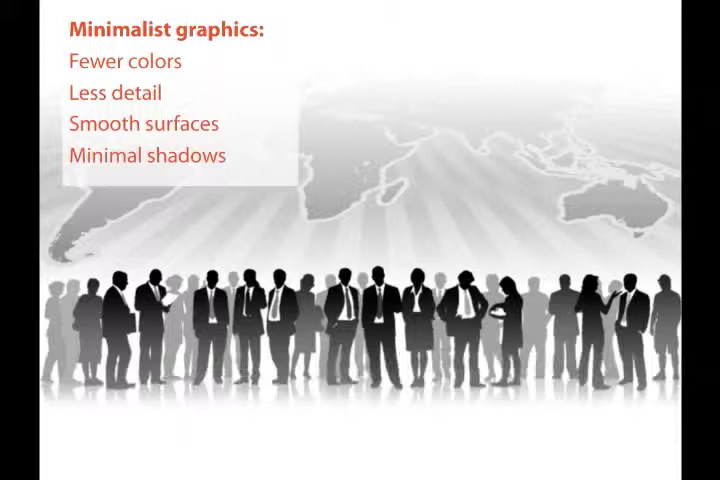 Minimalist graphics:
Fewer colors
Less detail
Smooth surfaces
Minimal shadows